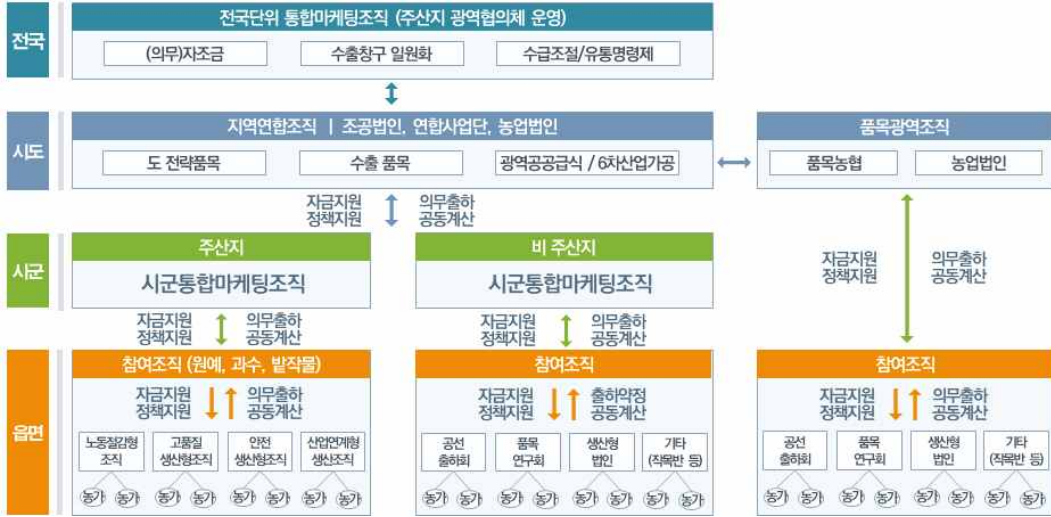 전국
전국단위 통합마케팅조직 (주산지 광역협의체 운영)
(의무)자조금
수출창구 일원화
수급조절/유통명령제
시도
지역연합조직 | 조공법인, 연합사업단, 농업법인
도 전략품목
수출 품목
광역공공급식 / 6차산업가공
품목광역조직
품목농협
농업법인
자금지원
정책지원
의무출하
공동계산
자금지원
정책지원
의무출하
공동계산
시군
주산지
시군통합마케팅조직
비 주산지
시군통합마케팅조직
자금지원
정책지원
의무출하
공동계산
자금지원
정책지원
의무출하
공동계산
읍면
참여조직 (원예, 과수, 밭작물)
자금지원
정책지원
의무출하
공동계산
노동절감형
조직
고품질
생산형조직
안전
생산형조직
산업연계형
생산조직
농가 농가 농가 농가 농가 농가 농가 농가
참여조직
자금지원
정책지원
출하약정
공동계산
공선
출하회
품목
연구회
생산형
법인
기타
(작목반 등)
농가 농가 농가 농가 농가 농가 농가 농가
참여조직
자금지원
정책지원
의무출하
공동계산
공선
출하회
품목
연구회
생산형
법인
기타
(작목반 등)
농가 농가 농가 농가 농가 농가 농가 농가